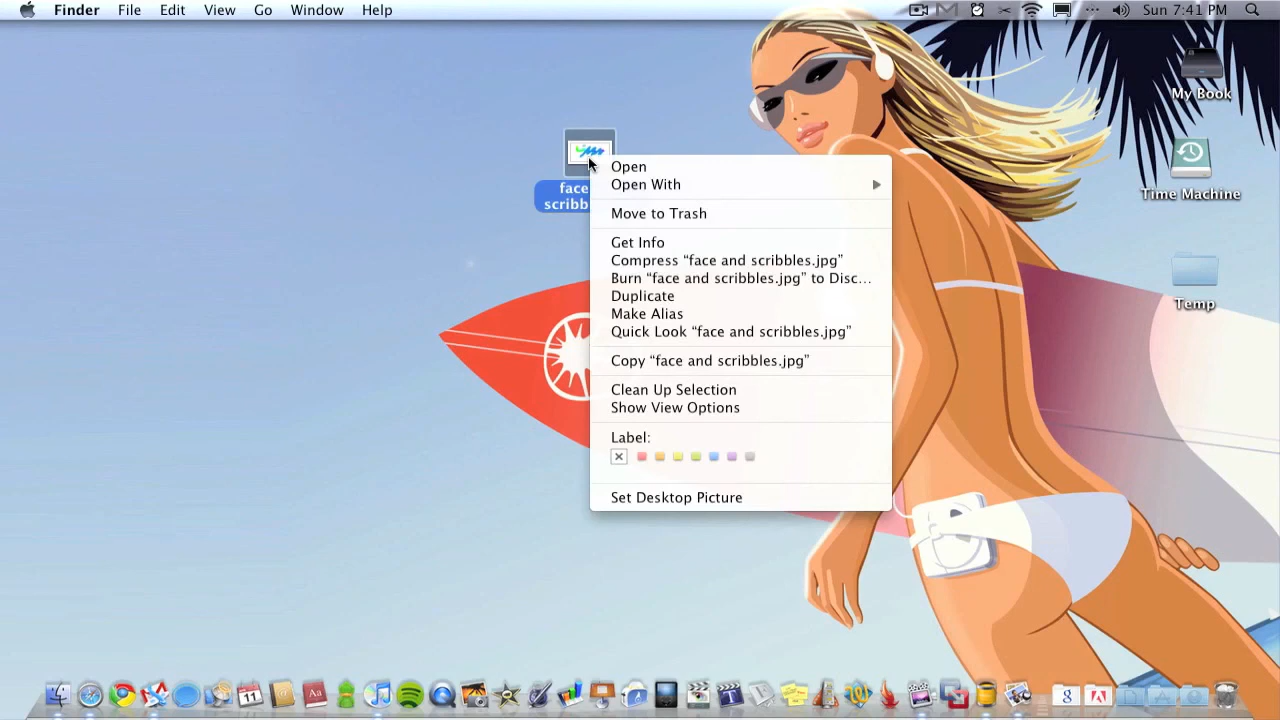 Finder File Edit View Go Window Help Sun 7:41 PM
My Book
Time Machine
Temp
face
scribb
Open
Open With
Move to Trash
Get Info
Compress “face and scribbles.jpg”
Burn “face and scribbles.jpg” to Disc...
Duplicate
Make Alias
Quick Look “face and scribbles.jpg”
Copy “face and scribbles.jpg”
Clean Up Selection
Show View Options
Label:
Set Desktop Picture
11
Aa
T
8